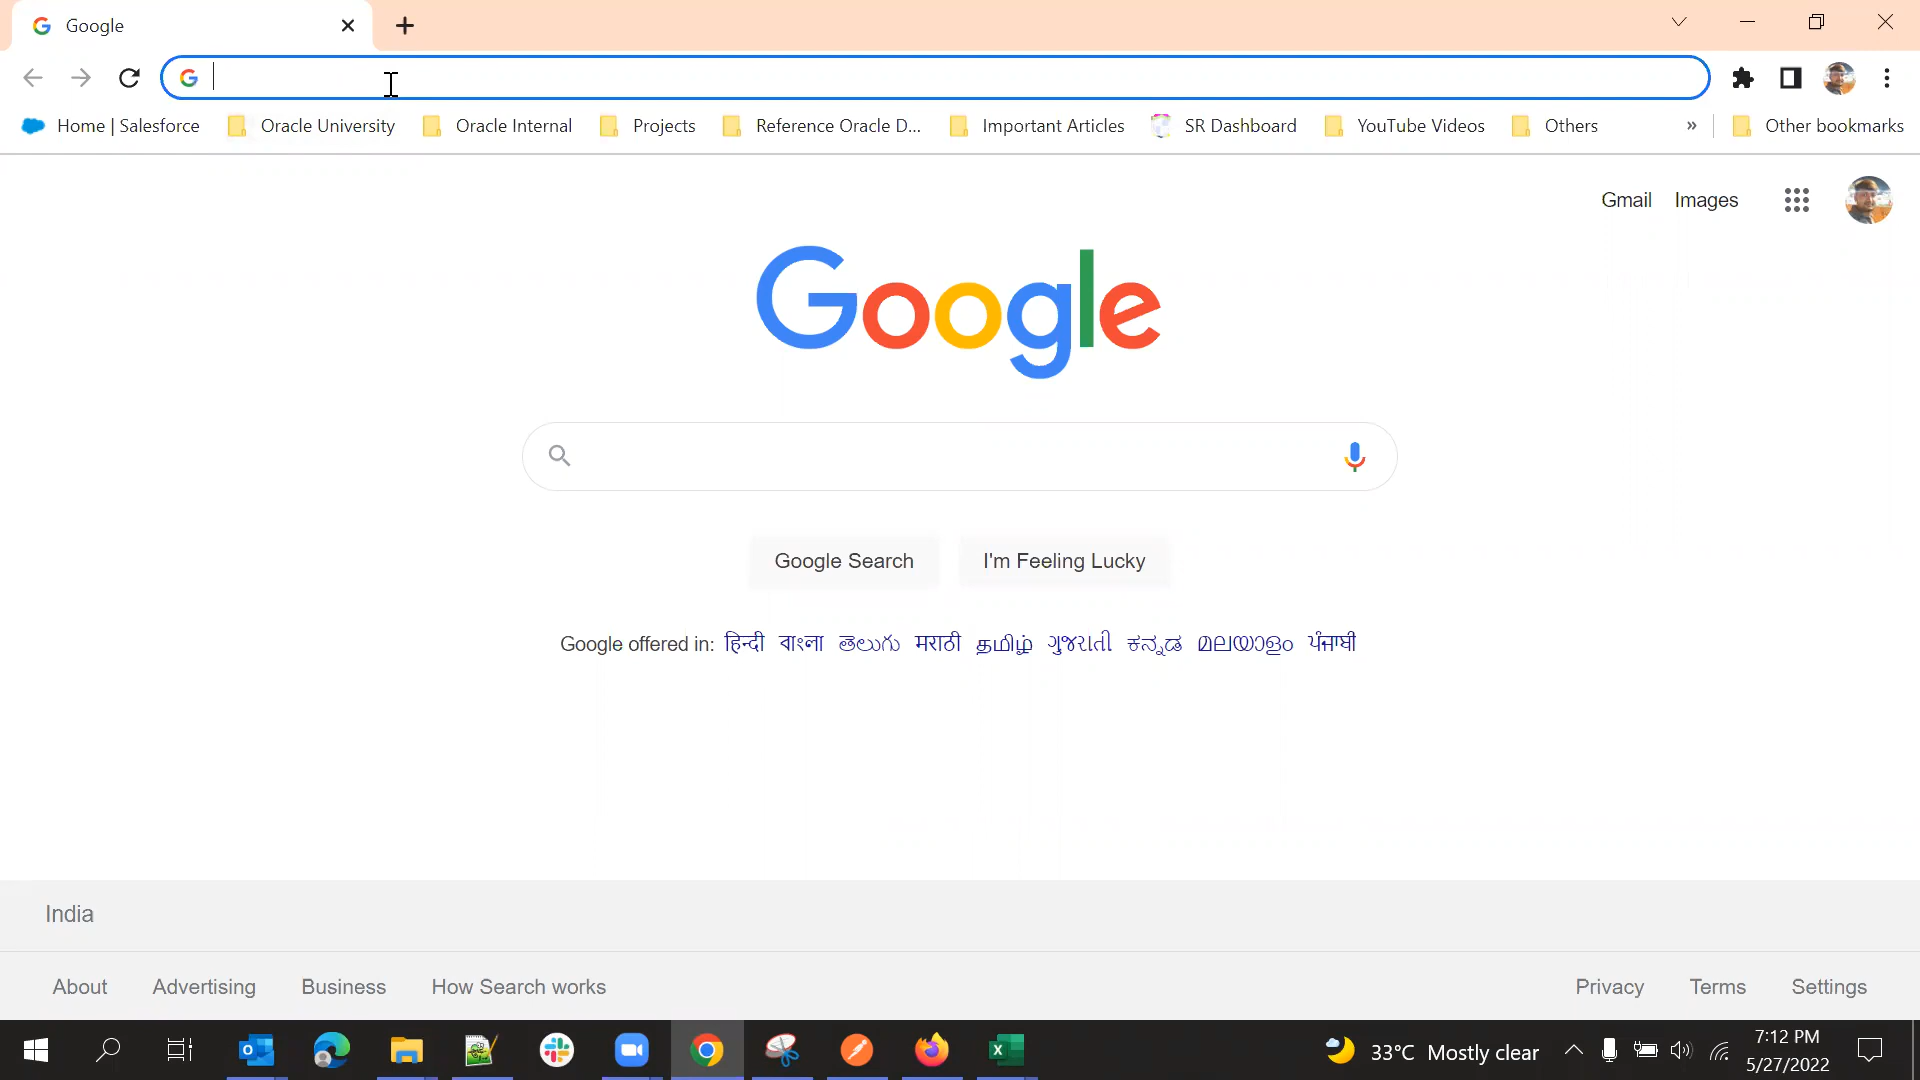 Google
Home | Salesforce Oracle University Oracle Internal Projects Reference Oracle D... Important Articles SR Dashboard YouTube Videos Others » Other bookmarks
Gmail Images
Google
Google Search I'm Feeling Lucky
Google offered in: हिन्दी বাংলা తెలుగు मराठी தமிழ் ગુજરાતી ಕನ್ನಡ മലയാളം ਪੰਜਾਬੀ
India
About Advertising Business How Search works Privacy Terms Settings
33°C Mostly clear 7:12 PM
5/27/2022